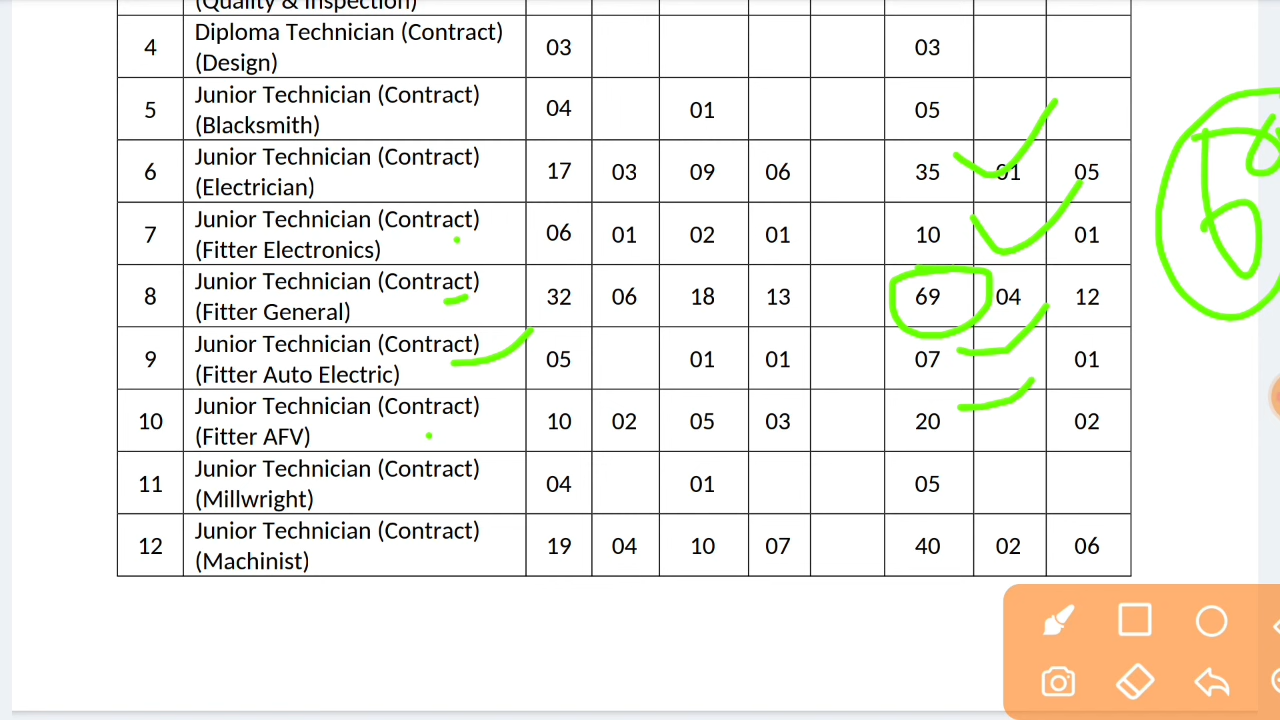 (Quality & Inspection)
4 Diploma Technician (Contract) (Design) 03 03
5 Junior Technician (Contract) (Blacksmith) 04 01 05
6 Junior Technician (Contract) (Electrician) 17 03 09 06 35 01 05
7 Junior Technician (Contract) (Fitter Electronics) 06 01 02 01 10 01
8 Junior Technician (Contract) (Fitter General) 32 06 18 13 69 04 12
9 Junior Technician (Contract) (Fitter Auto Electric) 05 01 01 07 01
10 Junior Technician (Contract) (Fitter AFV) 10 02 05 03 20 02
11 Junior Technician (Contract) (Millwright) 04 01 05
12 Junior Technician (Contract) (Machinist) 19 04 10 07 40 02 06